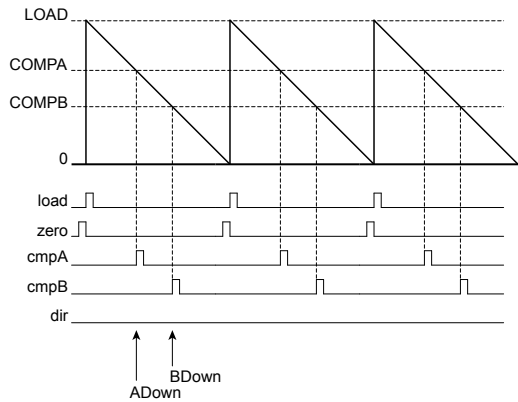 LOAD
COMPA
COMPB
0
load
zero
cmpA
cmpB
dir
BDown
ADown